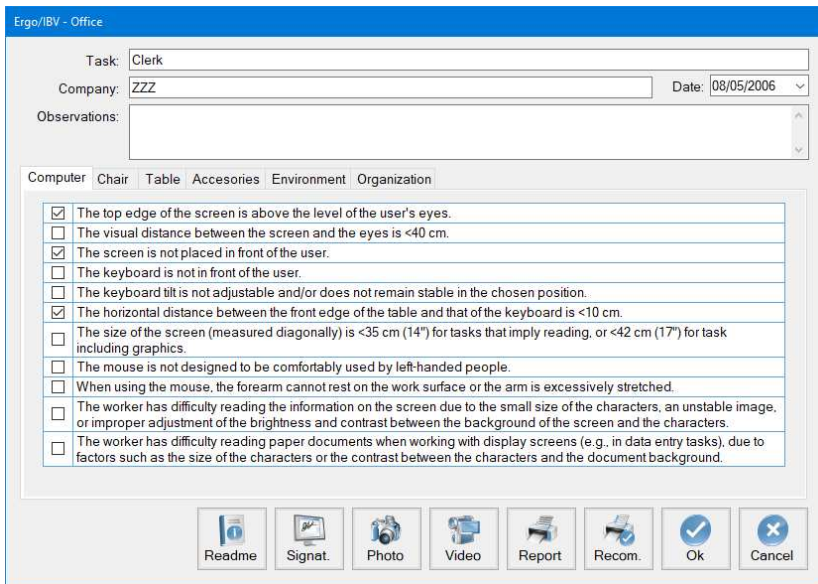 Ergo/IBV - Office
Task: Clerk
Company: ZZZ Date: 08/05/2006
Observations:
Computer Chair Table Accesories Environment Organization
The top edge of the screen is above the level of the user's eyes.
The visual distance between the screen and the eyes is <40 cm.
The screen is not placed in front of the user.
The keyboard is not in front of the user.
The keyboard tilt is not adjustable and/or does not remain stable in the chosen position.
The horizontal distance between the front edge of the table and that of the keyboard is <10 cm.
The size of the screen (measured diagonally) is <35 cm (14") for tasks that imply reading, or <42 cm (17") for task
including graphics.
The mouse is not designed to be comfortably used by left-handed people.
When using the mouse, the forearm cannot rest on the work surface or the arm is excessively stretched.
The worker has difficulty reading the information on the screen due to the small size of the characters, an unstable image,
or improper adjustment of the brightness and contrast between the background of the screen and the characters.
The worker has difficulty reading paper documents when working with display screens (e.g., in data entry tasks), due to
factors such as the size of the characters or the contrast between the characters and the document background.
Readme Signat. Photo Video Report Recom. Ok Cancel